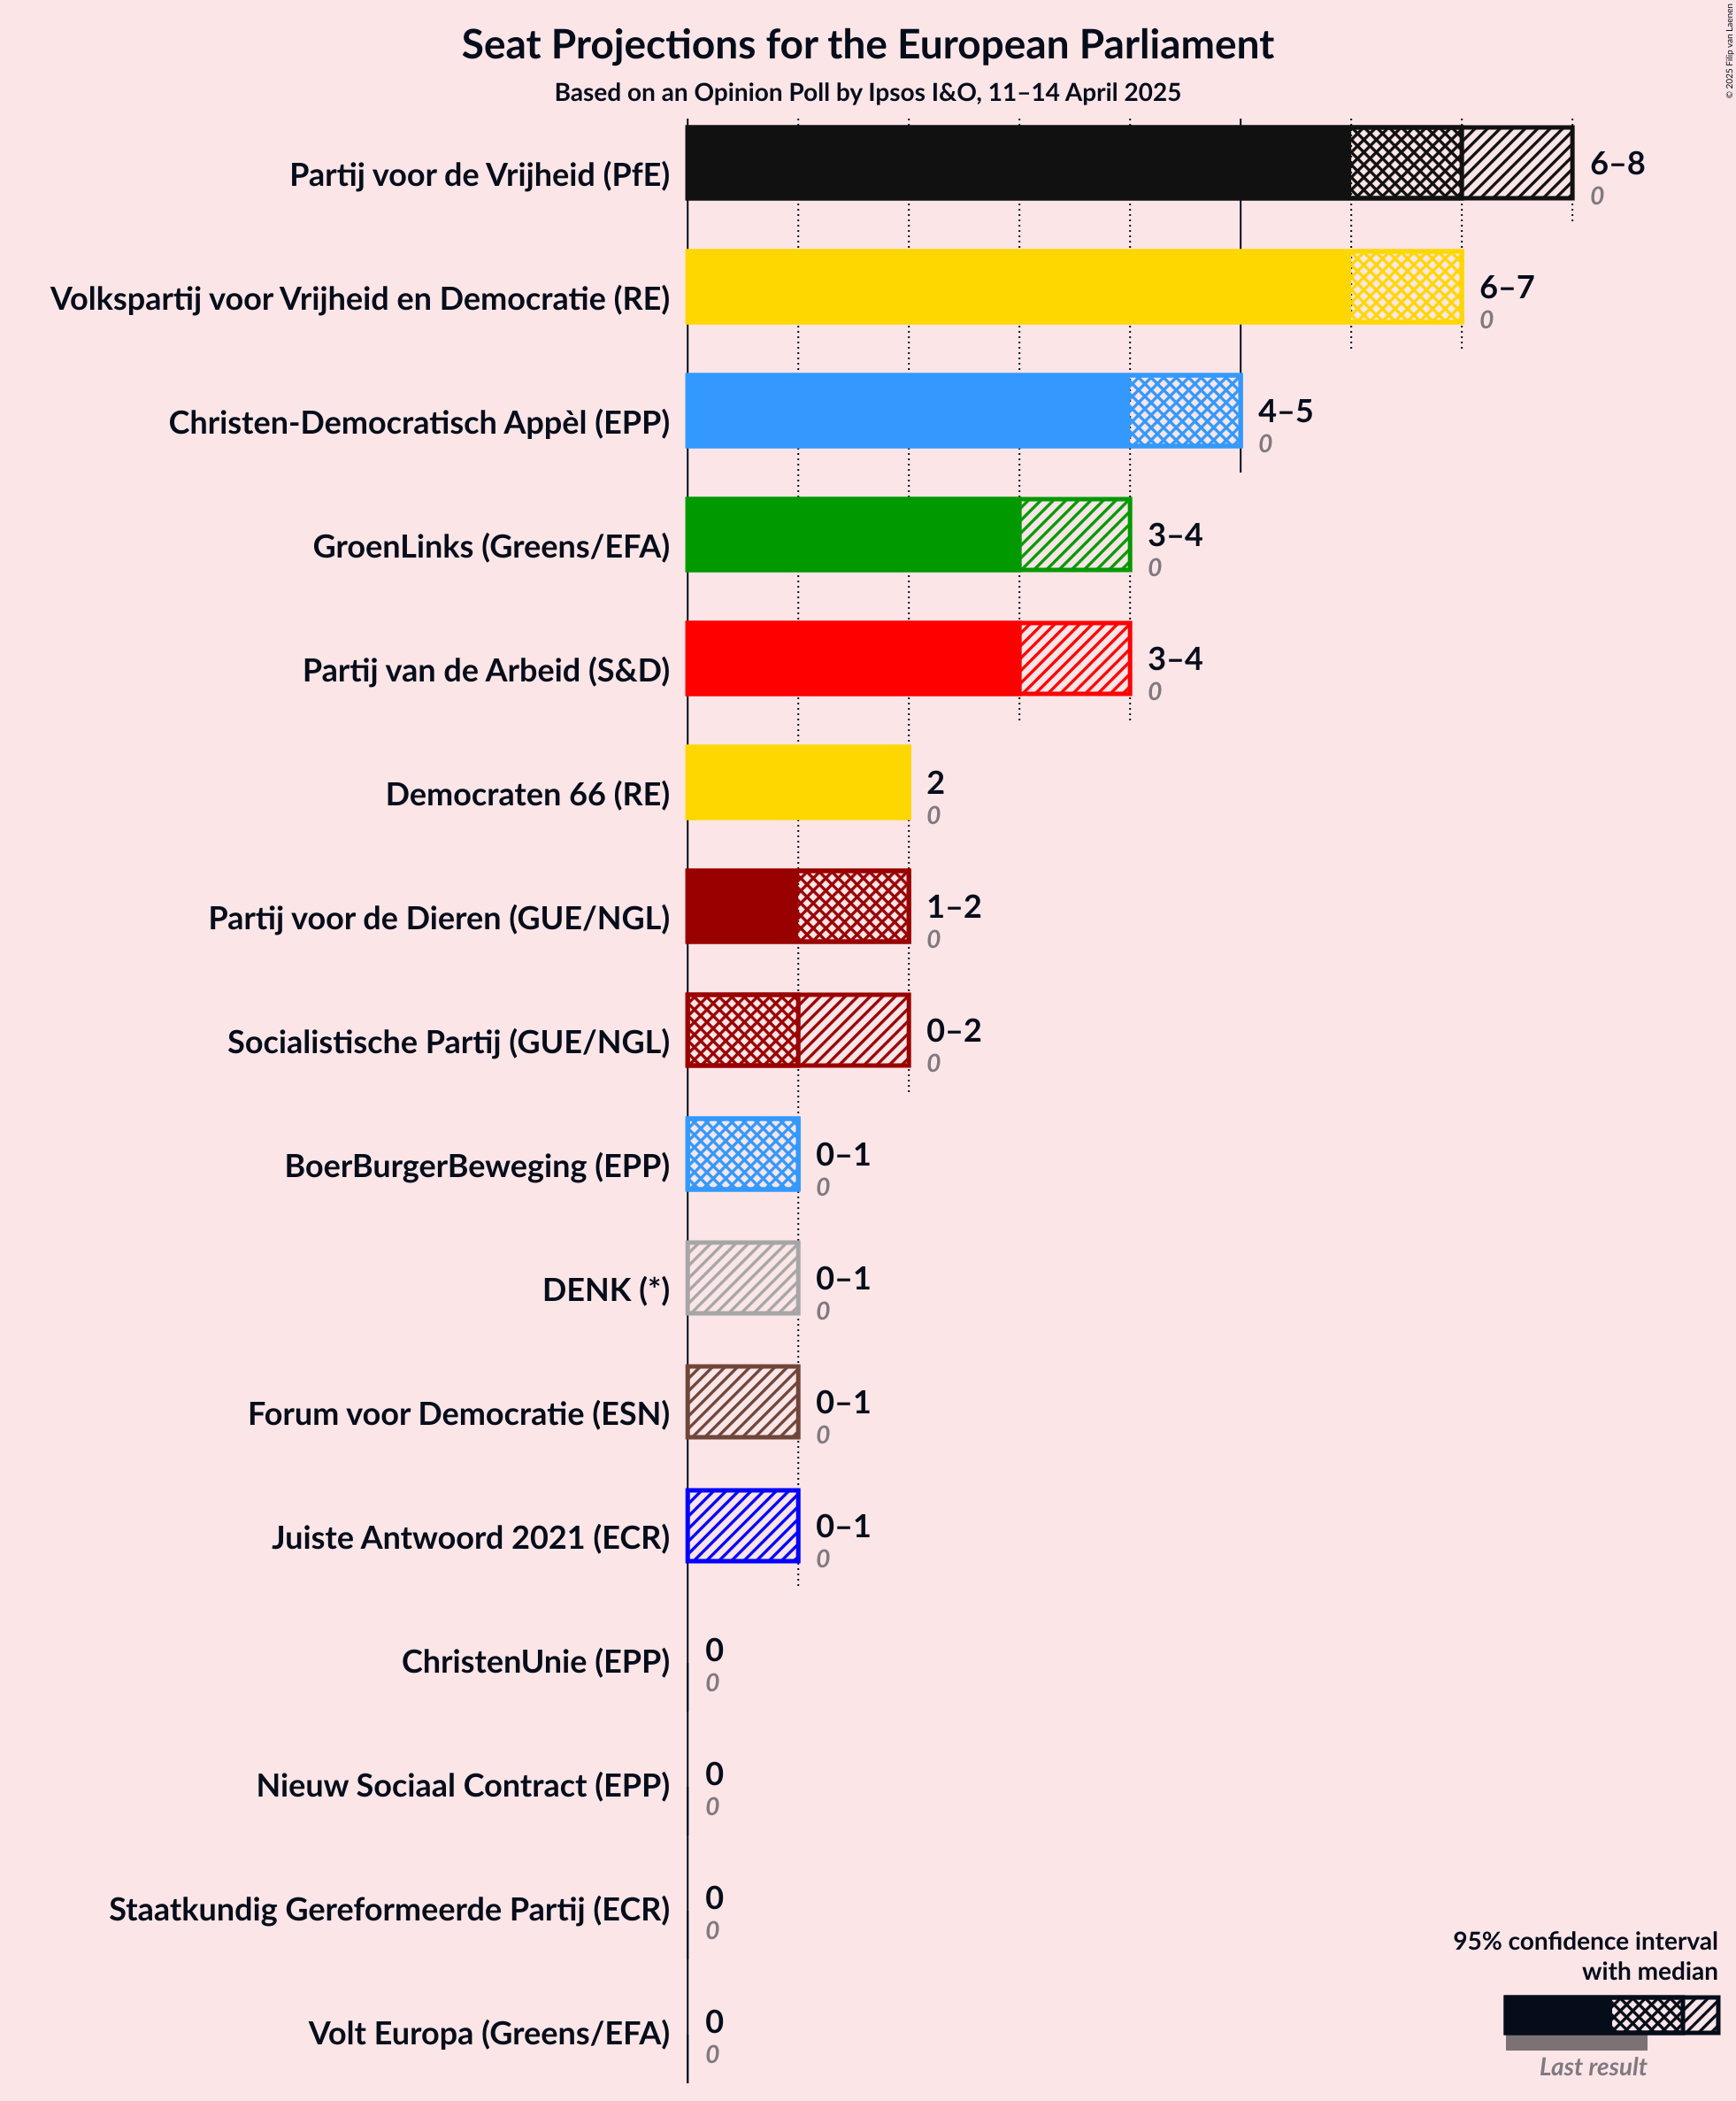 Seat Projections for the European Parliament
Based on an Opinion Poll by Ipsos I&O, 11–14 April 2025
© 2025 Filip van Laenen
Partij voor de Vrijheid (PfE)
6–8
0
Volkspartij voor Vrijheid en Democratie (RE)
6–7
0
Christen-Democratisch Appèl (EPP)
4–5
0
GroenLinks (Greens/EFA)
3–4
0
Partij van de Arbeid (S&D)
3–4
0
Democraten 66 (RE)
2
0
Partij voor de Dieren (GUE/NGL)
1–2
0
Socialistische Partij (GUE/NGL)
0–2
0
BoerBurgerBeweging (EPP)
0–1
0
DENK (*)
0–1
0
Forum voor Democratie (ESN)
0–1
0
Juiste Antwoord 2021 (ECR)
0–1
0
ChristenUnie (EPP)
0
0
Nieuw Sociaal Contract (EPP)
0
0
Staatkundig Gereformeerde Partij (ECR)
0
0
Volt Europa (Greens/EFA)
0
0
95% confidence interval
with median
Last result